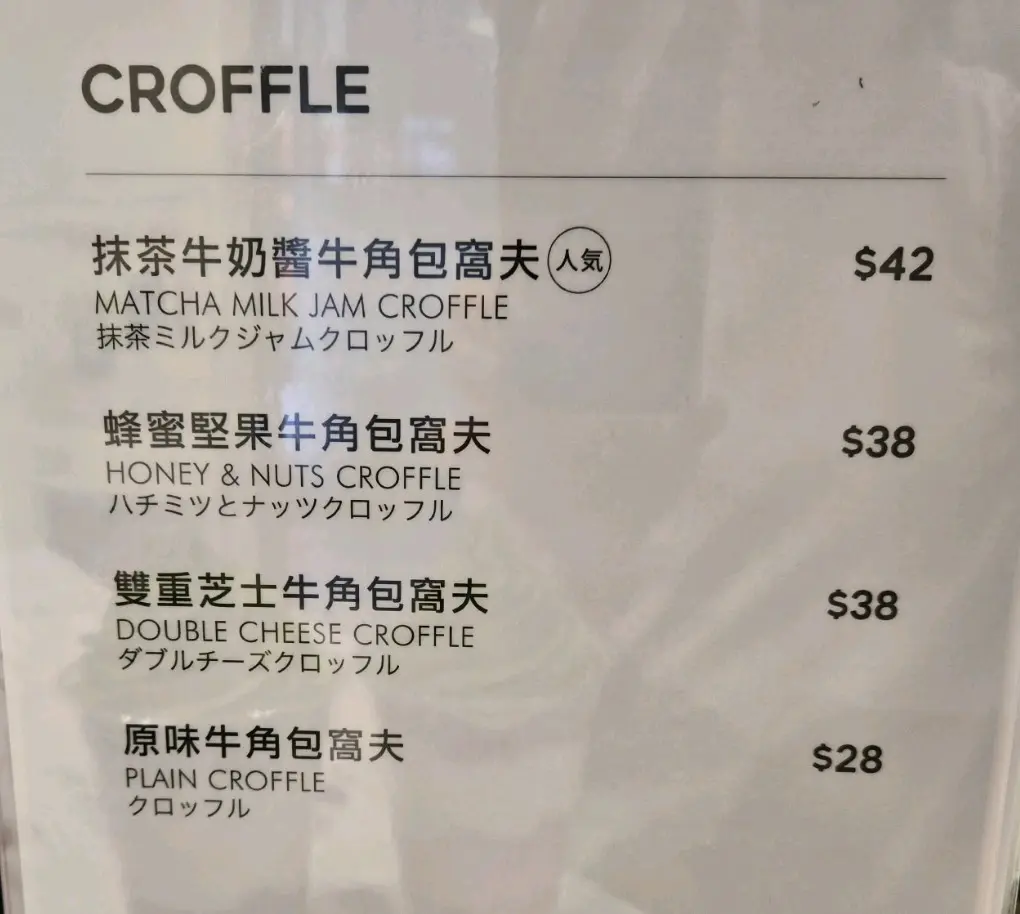 CROFFLE
抹茶牛奶醬牛角包窩夫 人気 $42
MATCHA MILK JAM CROFFLE
抹茶ミルクジャムクロッフル
蜂蜜堅果牛角包窩夫 $38
HONEY & NUTS CROFFLE
ハチミツとナッツクロッフル
雙重芝士牛角包窩夫 $38
DOUBLE CHEESE CROFFLE
ダブルチーズクロッフル
原味牛角包窩夫 $28
PLAIN CROFFLE
クロッフル